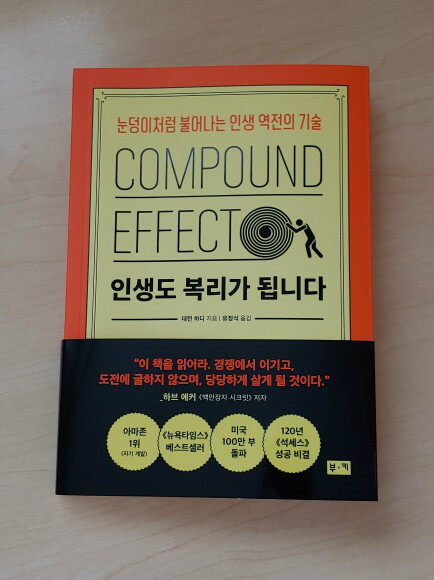 눈덩이처럼 불어나는 인생 역전의 기술
COMPOUND
EFFECT
인생도 복리가 됩니다
대런 하디 지음 | 유정식 옮김
"이 책을 읽어라. 경쟁에서 이기고,
도전에 굴하지 않으며, 당당하게 살게 될 것이다."
_하브 에커 《백만장자 시크릿》 저자
아마존
1위
(자기 계발)
《뉴욕타임스》
베스트셀러
미국
100만 부
돌파
120년
《석세스》
성공 비결
부·키